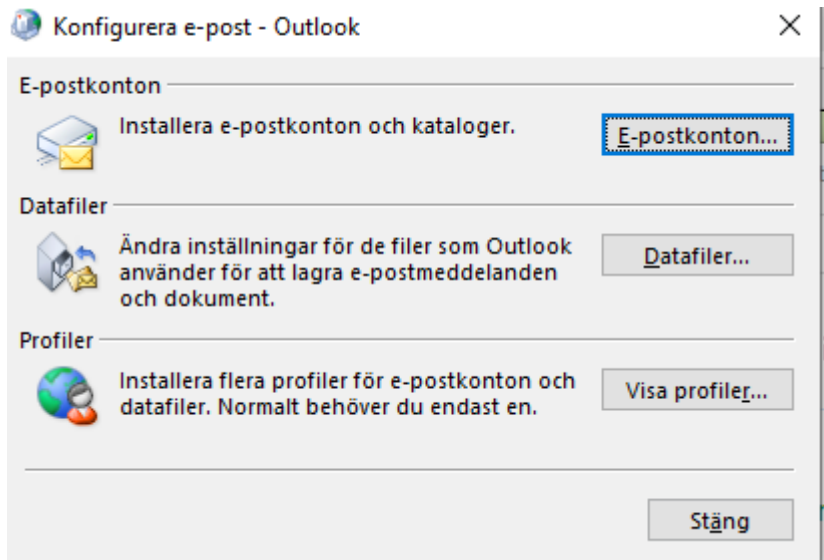 Konfigurera e-post - Outlook
E-postkonton
Installera e-postkonton och kataloger.
E-postkonton...
Datafiler
Ändra inställningar för de filer som Outlook
använder för att lagra e-postmeddelanden
och dokument.
Datafiler...
Profiler
Installera flera profiler för e-postkonton och
datafiler. Normalt behöver du endast en.
Visa profiler...
Stäng